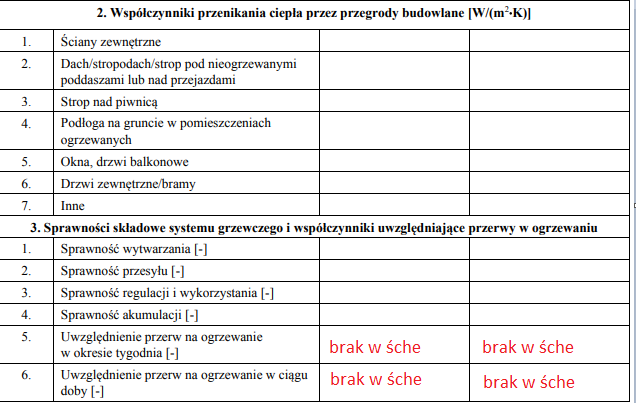 2. Współczynniki przenikania ciepła przez przegrody budowlane [W/(m²·K)]
1. Ściany zewnętrzne
2. Dach/stropodach/strop pod nieogrzewanymi
poddaszami lub nad przejazdami
3. Strop nad piwnicą
4. Podłoga na gruncie w pomieszczeniach
ogrzewanych
5. Okna, drzwi balkonowe
6. Drzwi zewnętrzne/bramy
7. Inne
3. Sprawności składowe systemu grzewczego i współczynniki uwzględniające przerwy w ogrzewaniu
1. Sprawność wytwarzania [-]
2. Sprawność przesyłu [-]
3. Sprawność regulacji i wykorzystania [-]
4. Sprawność akumulacji [-]
5. Uwzględnienie przerw na ogrzewanie
w okresie tygodnia [-] brak w śche brak w śche
6. Uwzględnienie przerw na ogrzewanie w ciągu
doby [-] brak w śche brak w śche